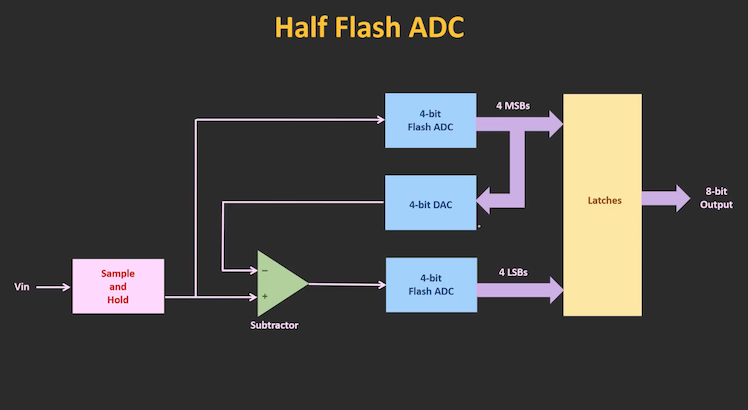 Half Flash ADC
4-bit
Flash ADC
4 MSBs
4-bit DAC
Latches
8-bit
Output
Vin
Sample
and
Hold
−
+
Subtractor
4-bit
Flash ADC
4 LSBs